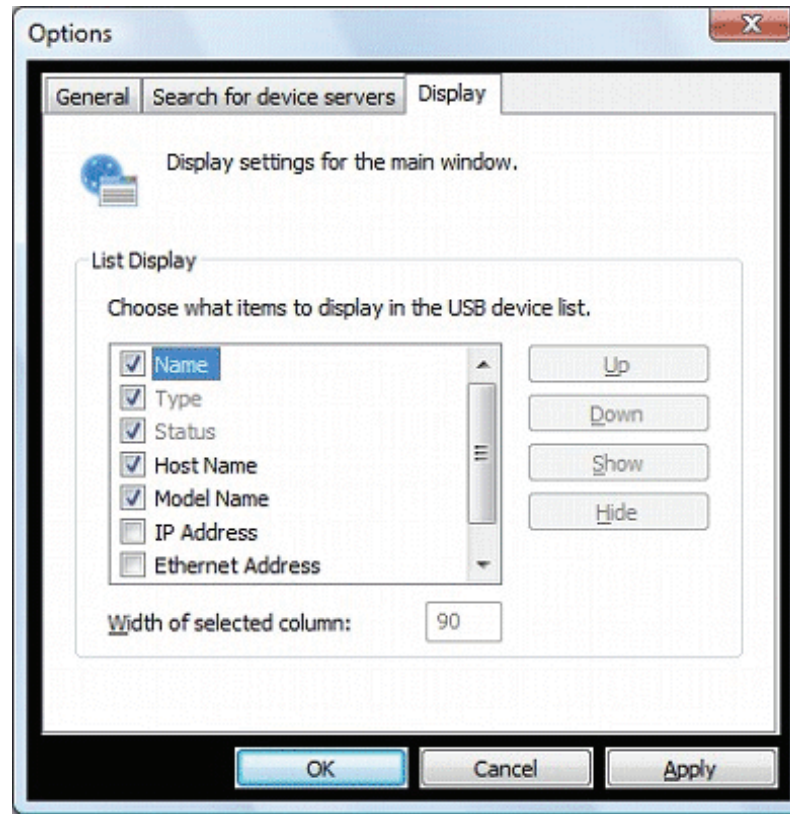 Options
General Search for device servers Display
Display settings for the main window.
List Display
Choose what items to display in the USB device list.
Name
Type
Status
Host Name
Model Name
IP Address
Ethernet Address
Up
Down
Show
Hide
Width of selected column: 90
OK Cancel Apply